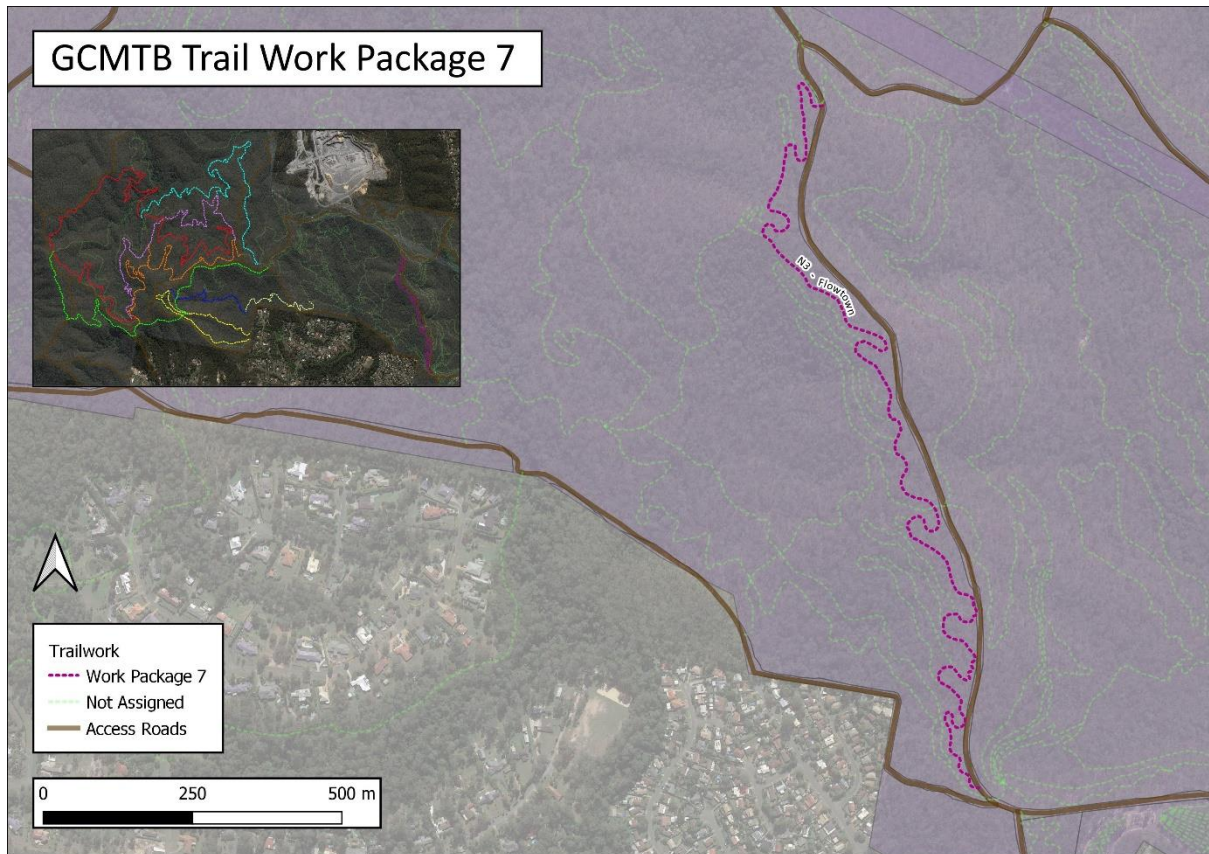 GCMTB Trail Work Package 7
N3 - Flowtown
Trailwork
Work Package 7
Not Assigned
Access Roads
0 250 500 m